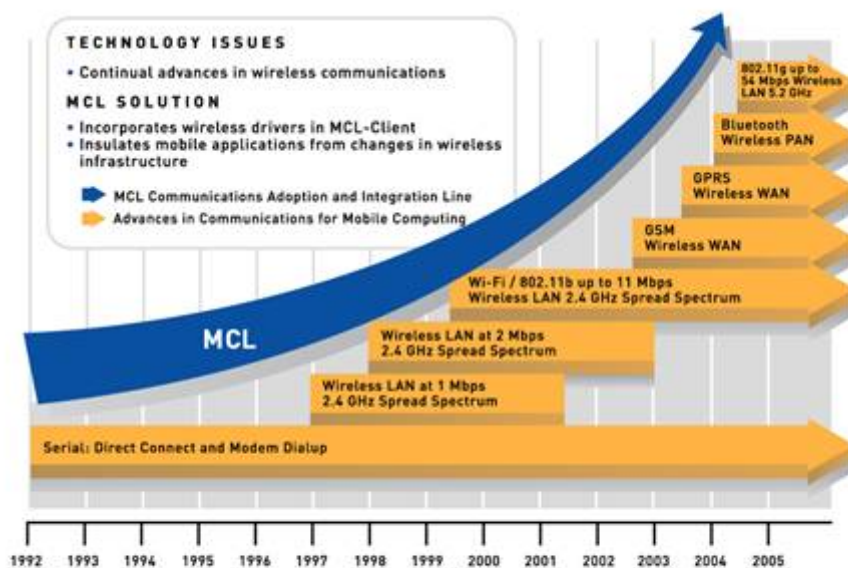 TECHNOLOGY ISSUES
• Continual advances in wireless communications
MCL SOLUTION
• Incorporates wireless drivers in MCL-Client
• Insulates mobile applications from changes in wireless
infrastructure
MCL Communications Adoption and Integration Line
Advances in Communications for Mobile Computing
802.11g up to
54 Mbps Wireless
LAN 5.2 GHz
Bluetooth
Wireless PAN
GPRS
Wireless WAN
GSM
Wireless WAN
Wi-Fi / 802.11b up to 11 Mbps
Wireless LAN 2.4 GHz Spread Spectrum
MCL
Wireless LAN at 2 Mbps
2.4 GHz Spread Spectrum
Wireless LAN at 1 Mbps
2.4 GHz Spread Spectrum
Serial: Direct Connect and Modem Dialup
1992 1993 1994 1995 1996 1997 1998 1999 2000 2001 2002 2003 2004 2005